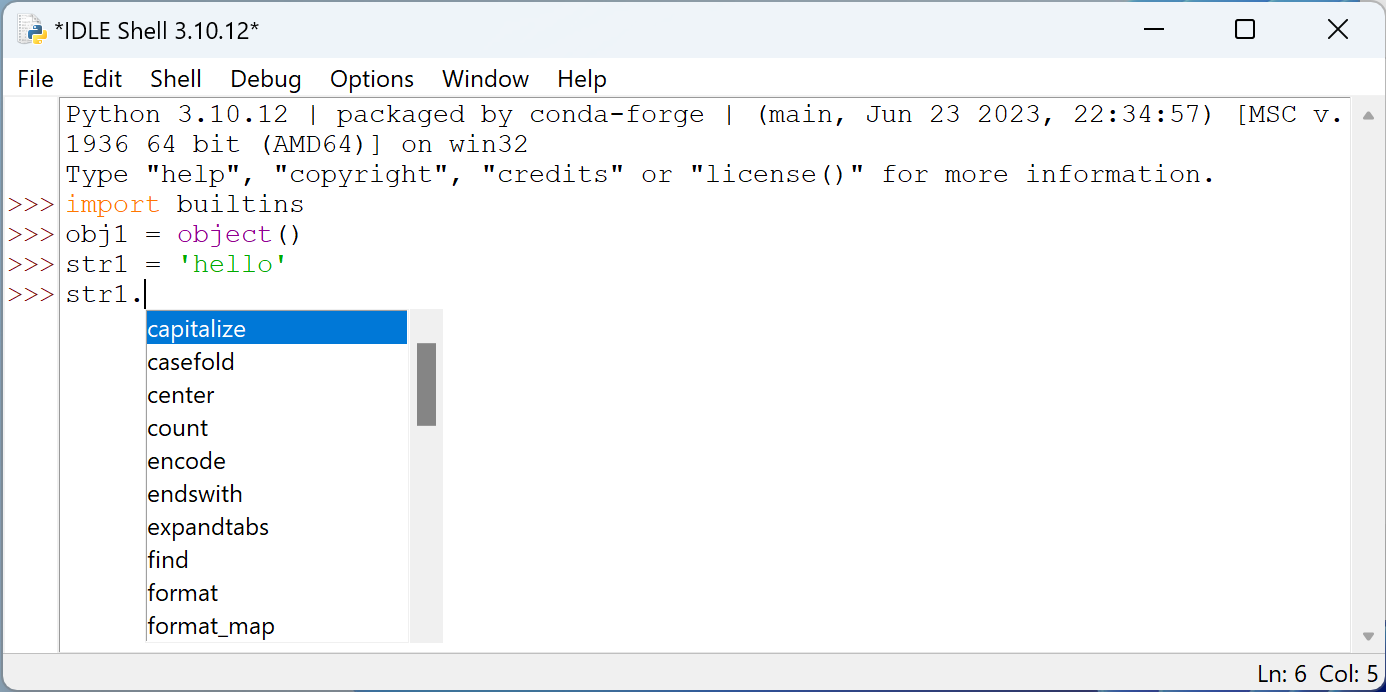 *IDLE Shell 3.10.12*
File Edit Shell Debug Options Window Help
Python 3.10.12 | packaged by conda-forge | (main, Jun 23 2023, 22:34:57) [MSC v.
1936 64 bit (AMD64)] on win32
Type "help", "copyright", "credits" or "license()" for more information.
>>> import builtins
>>> obj1 = object()
>>> str1 = 'hello'
>>> str1.
capitalize
casefold
center
count
encode
endswith
expandtabs
find
format
format_map
Ln: 6 Col: 5